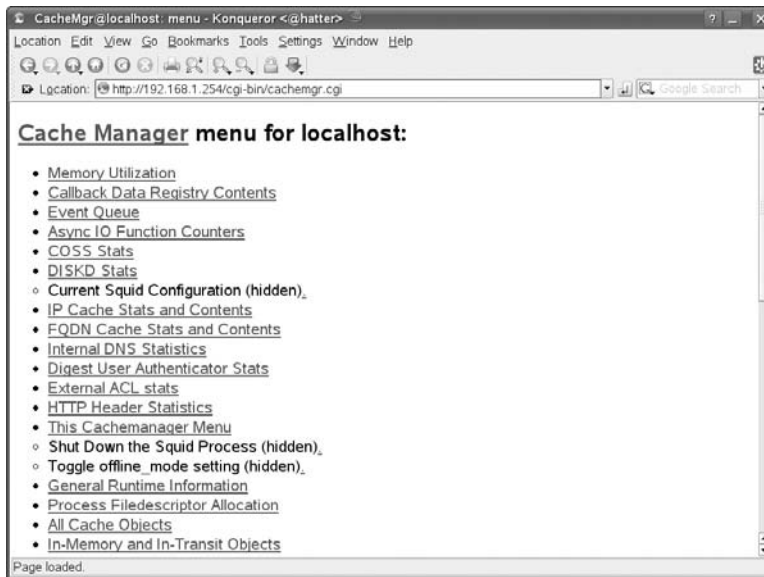 CacheMgr@localhost: menu - Konqueror <@hatter>
Location Edit View Go Bookmarks Tools Settings Window Help
Location: http://192.168.1.254/cgi-bin/cachemgr.cgi Google Search
Cache Manager menu for localhost:
Memory Utilization
Callback Data Registry Contents
Event Queue
Async IO Function Counters
COSS Stats
DISKD Stats
Current Squid Configuration (hidden).
IP Cache Stats and Contents
FQDN Cache Stats and Contents
Internal DNS Statistics
Digest User Authenticator Stats
External ACL stats
HTTP Header Statistics
This Cachemanager Menu
Shut Down the Squid Process (hidden).
Toggle offline_mode setting (hidden).
General Runtime Information
Process Filedescriptor Allocation
All Cache Objects
In-Memory and In-Transit Objects
Page loaded.